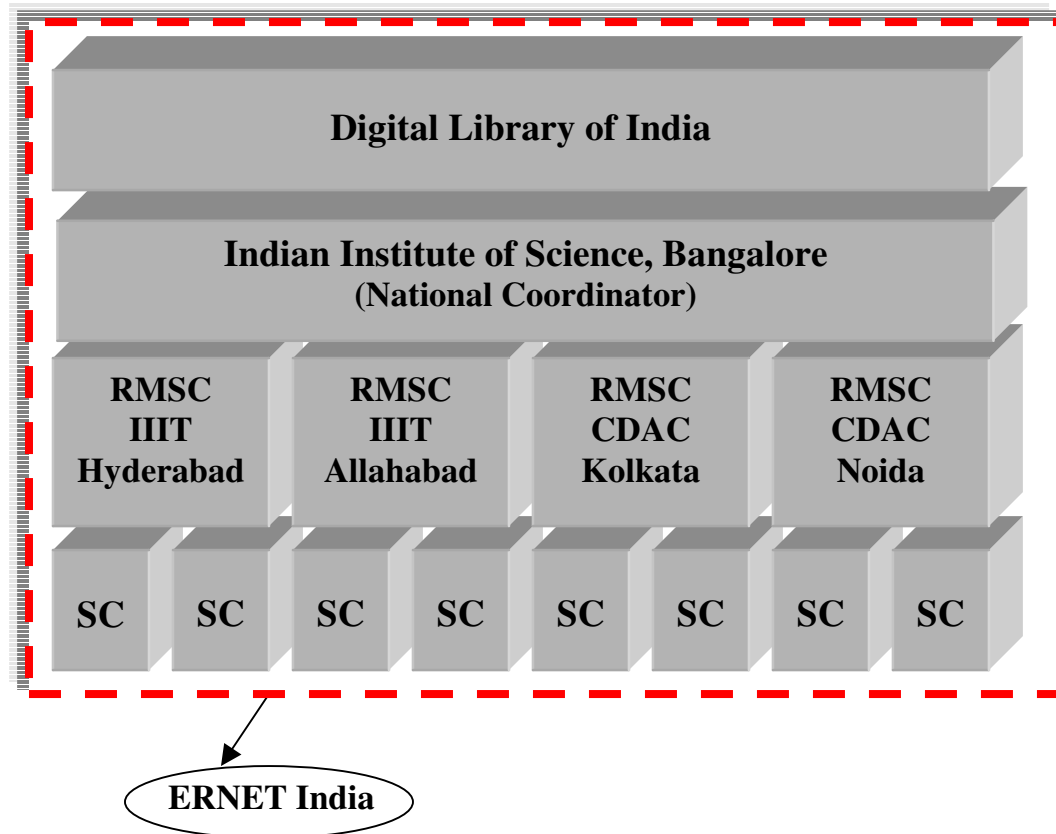 Digital Library of India
Indian Institute of Science, Bangalore
(National Coordinator)
RMSC
IIIT
Hyderabad
RMSC
IIIT
Allahabad
RMSC
CDAC
Kolkata
RMSC
CDAC
Noida
SC
SC
SC
SC
SC
SC
SC
SC
ERNET India